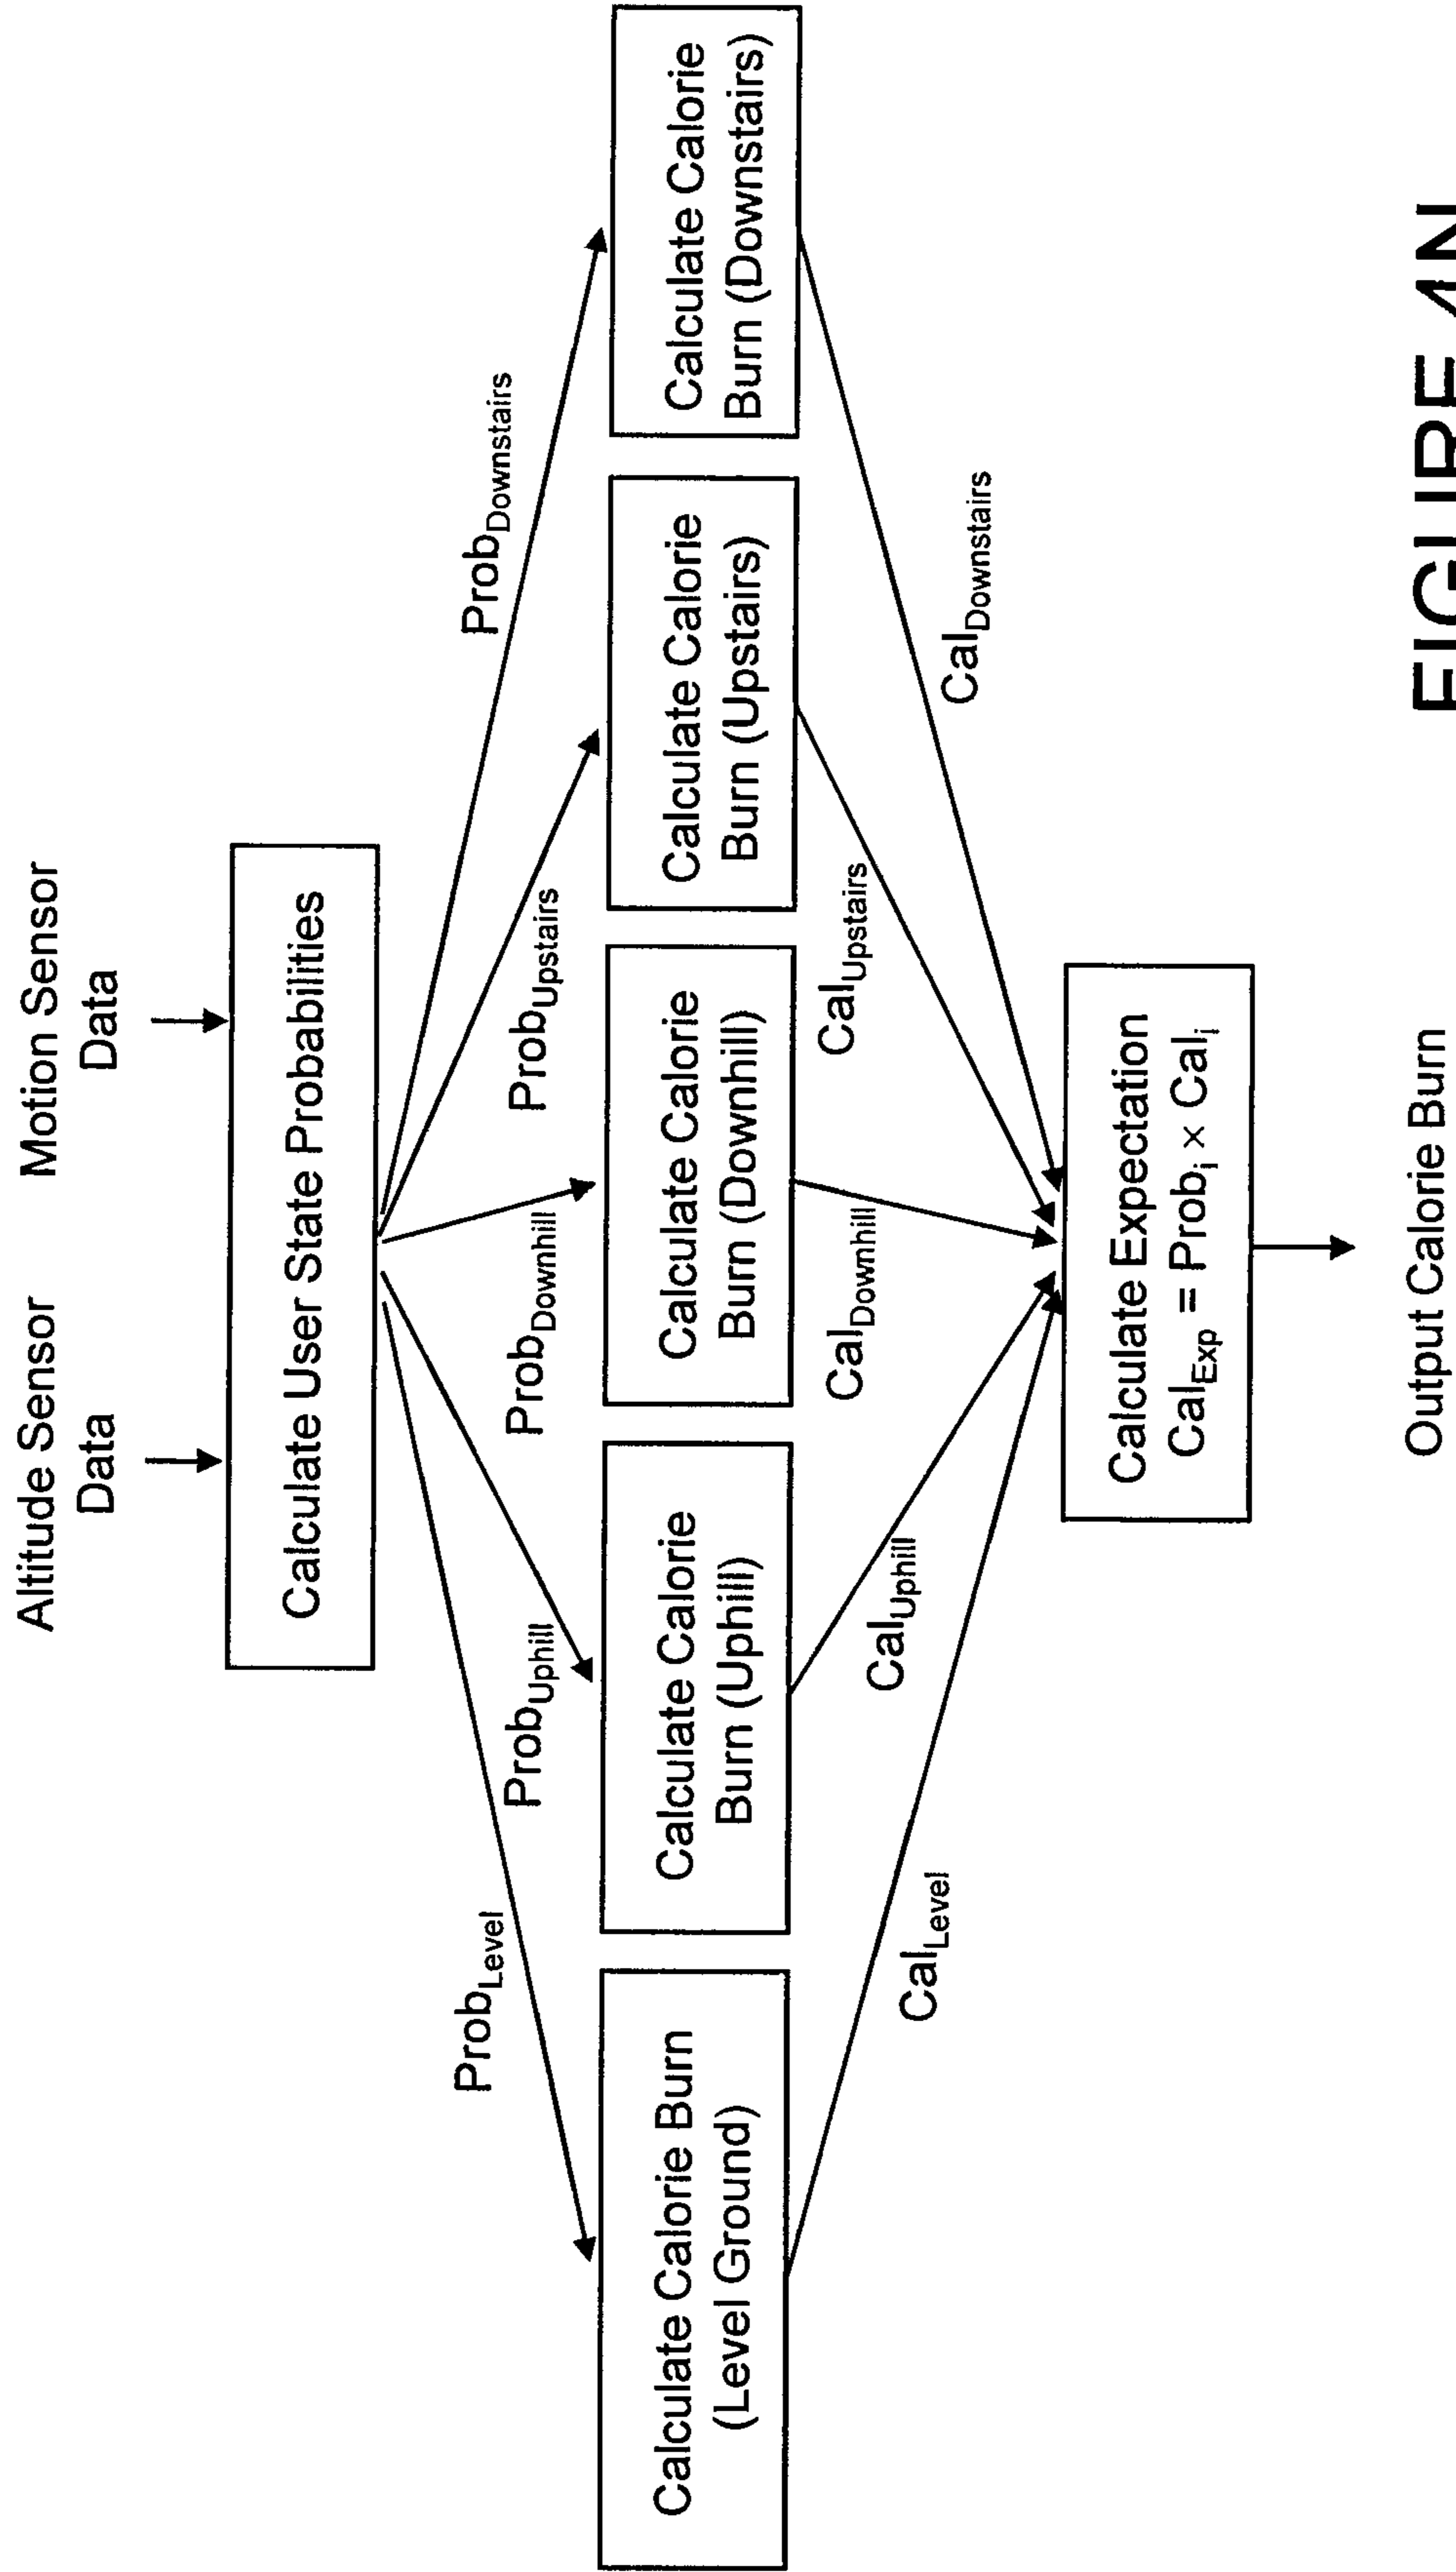 Altitude Sensor
Data
Motion Sensor
Data
Calculate User State Probabilities
Prob_Level
Prob_Uphill
Prob_Downhill
Prob_Upstairs
Prob_Downstairs
Calculate Calorie Burn
(Level Ground)
Calculate Calorie
Burn (Uphill)
Calculate Calorie
Burn (Downhill)
Calculate Calorie
Burn (Upstairs)
Calculate Calorie
Burn (Downstairs)
Cal_Level
Cal_Uphill
Cal_Downhill
Cal_Upstairs
Cal_Downstairs
Calculate Expectation
Cal_Exp = Prob_i × Cal_i
Output Calorie Burn
FIGURE 4N